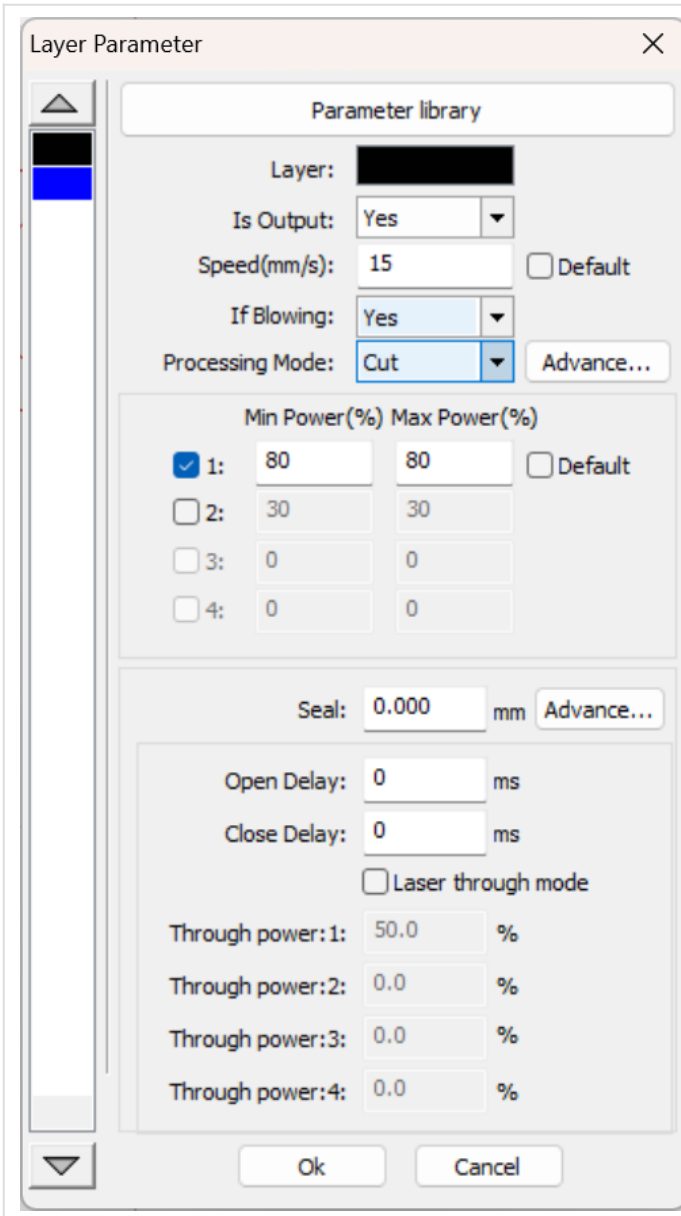 Layer Parameter
Parameter library
Layer:
Is Output: Yes
Speed(mm/s): 15 Default
If Blowing: Yes
Processing Mode: Cut Advance...
Min Power(%) Max Power(%)
1: 80 80 Default
2: 30 30
3: 0 0
4: 0 0
Seal: 0.000 mm Advance...
Open Delay: 0 ms
Close Delay: 0 ms
Laser through mode
Through power:1: 50.0 %
Through power:2: 0.0 %
Through power:3: 0.0 %
Through power:4: 0.0 %
Ok Cancel